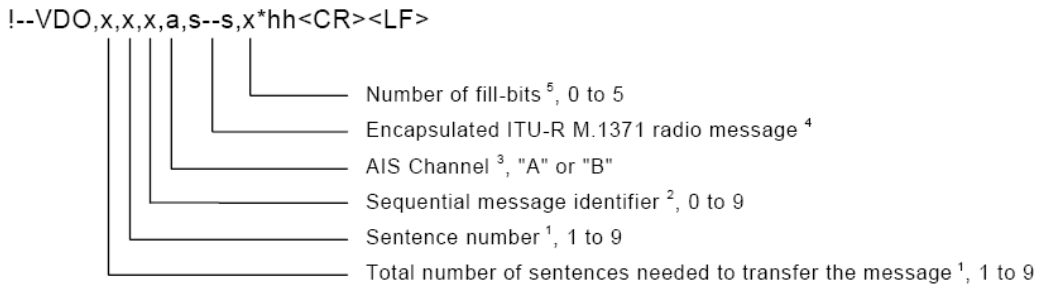 !--VDO,x,x,x,a,s--s,x*hh<CR><LF>
Number of fill-bits ⁵, 0 to 5
Encapsulated ITU-R M.1371 radio message ⁴
AIS Channel ³, "A" or "B"
Sequential message identifier ², 0 to 9
Sentence number ¹, 1 to 9
Total number of sentences needed to transfer the message ¹, 1 to 9